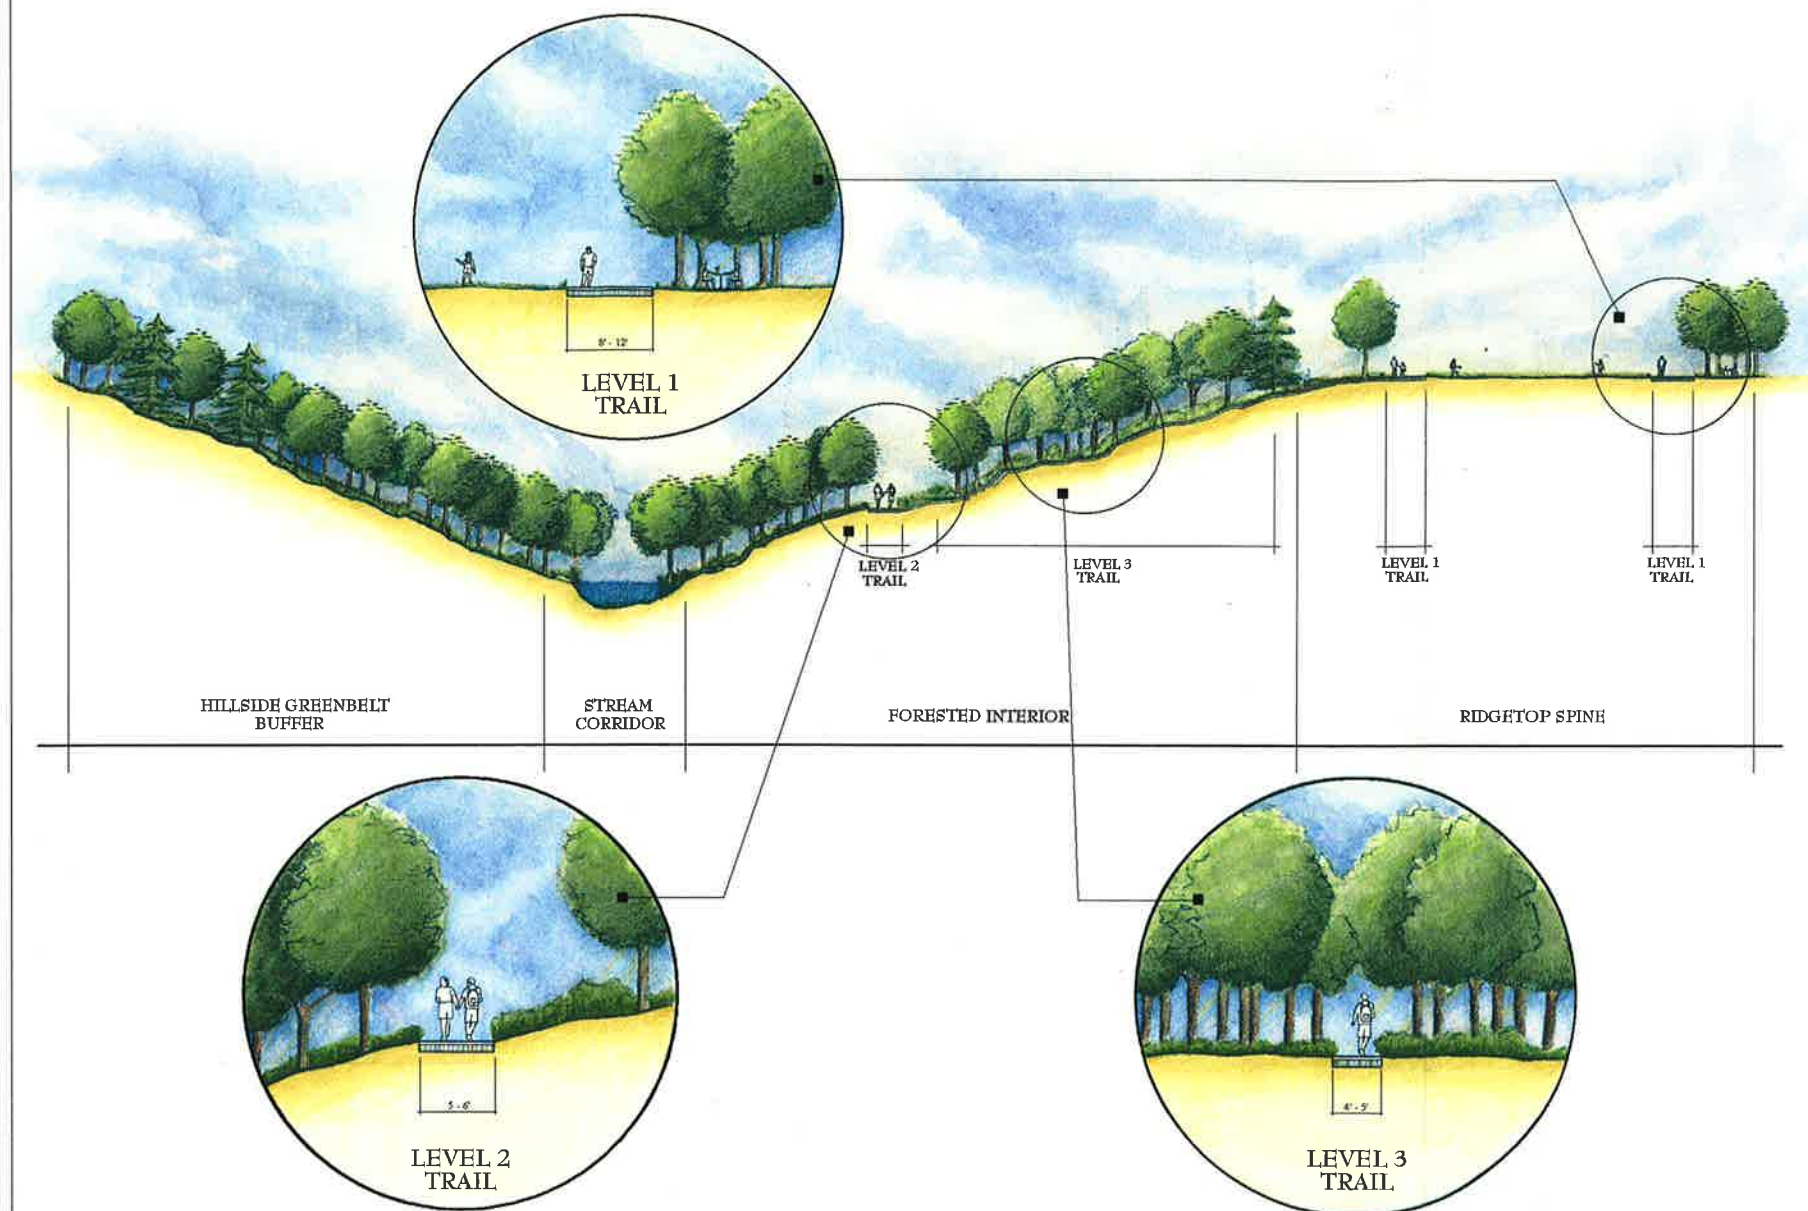 8' - 12'
LEVEL 1
TRAIL
LEVEL 2
TRAIL
LEVEL 3
TRAIL
LEVEL 1
TRAIL
LEVEL 1
TRAIL
HILLSIDE GREENBELT
BUFFER
STREAM
CORRIDOR
FORESTED INTERIOR
RIDGETOP SPINE
5 - 6'
LEVEL 2
TRAIL
4' - 5'
LEVEL 3
TRAIL